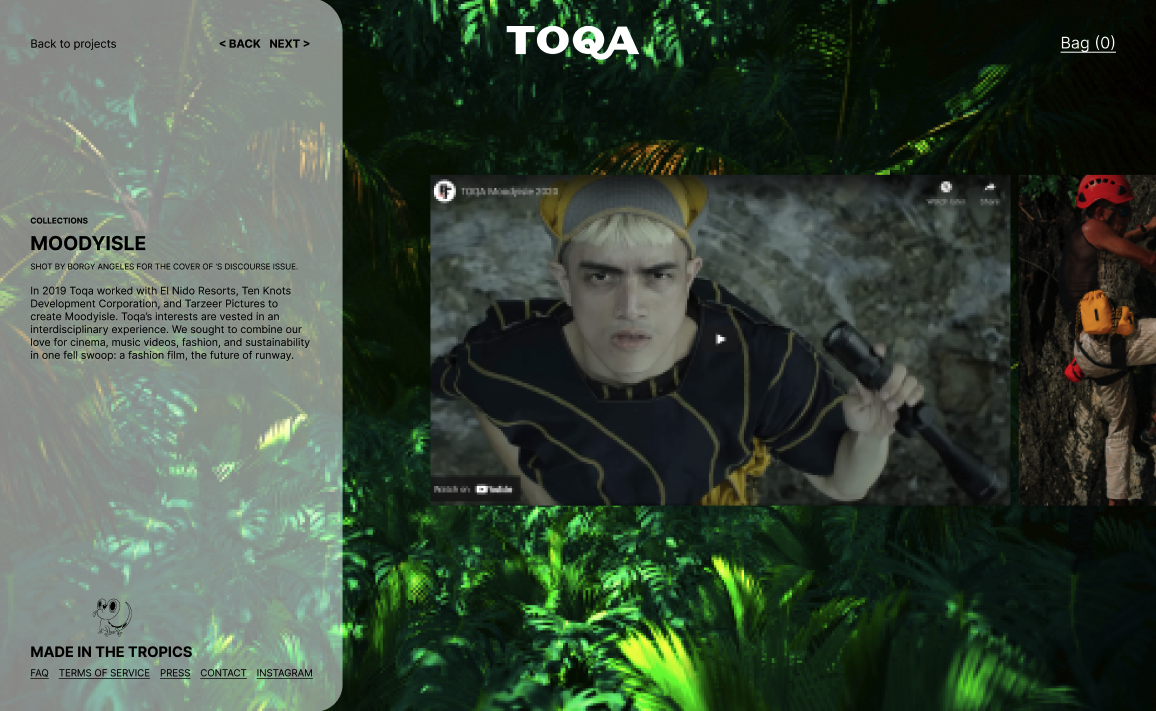 Back to projects
< BACK NEXT >
TOQA
Bag (0)
COLLECTIONS
MOODYISLE
SHOT BY BORGY ANGELES FOR THE COVER OF 'S DISCOURSE ISSUE.
In 2019 Toqa worked with El Nido Resorts, Ten Knots
Development Corporation, and Tarzeer Pictures to
create Moodyisle. Toqa's interests are vested in an
interdisciplinary experience. We sought to combine our
love for cinema, music videos, fashion, and sustainability
in one fell swoop: a fashion film, the future of runway.
TOQA Moodyisle 2020
Watch later
Share
Watch on YouTube
MADE IN THE TROPICS
FAQ TERMS OF SERVICE PRESS CONTACT INSTAGRAM